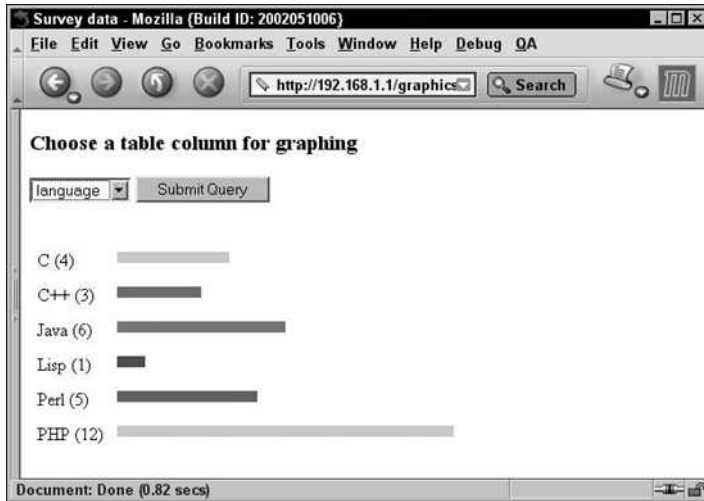 Survey data - Mozilla {Build ID: 2002051006}
File Edit View Go Bookmarks Tools Window Help Debug QA
http://192.168.1.1/graphics Search
Choose a table column for graphing
language Submit Query
C (4)
C++ (3)
Java (6)
Lisp (1)
Perl (5)
PHP (12)
Document: Done (0.82 secs)